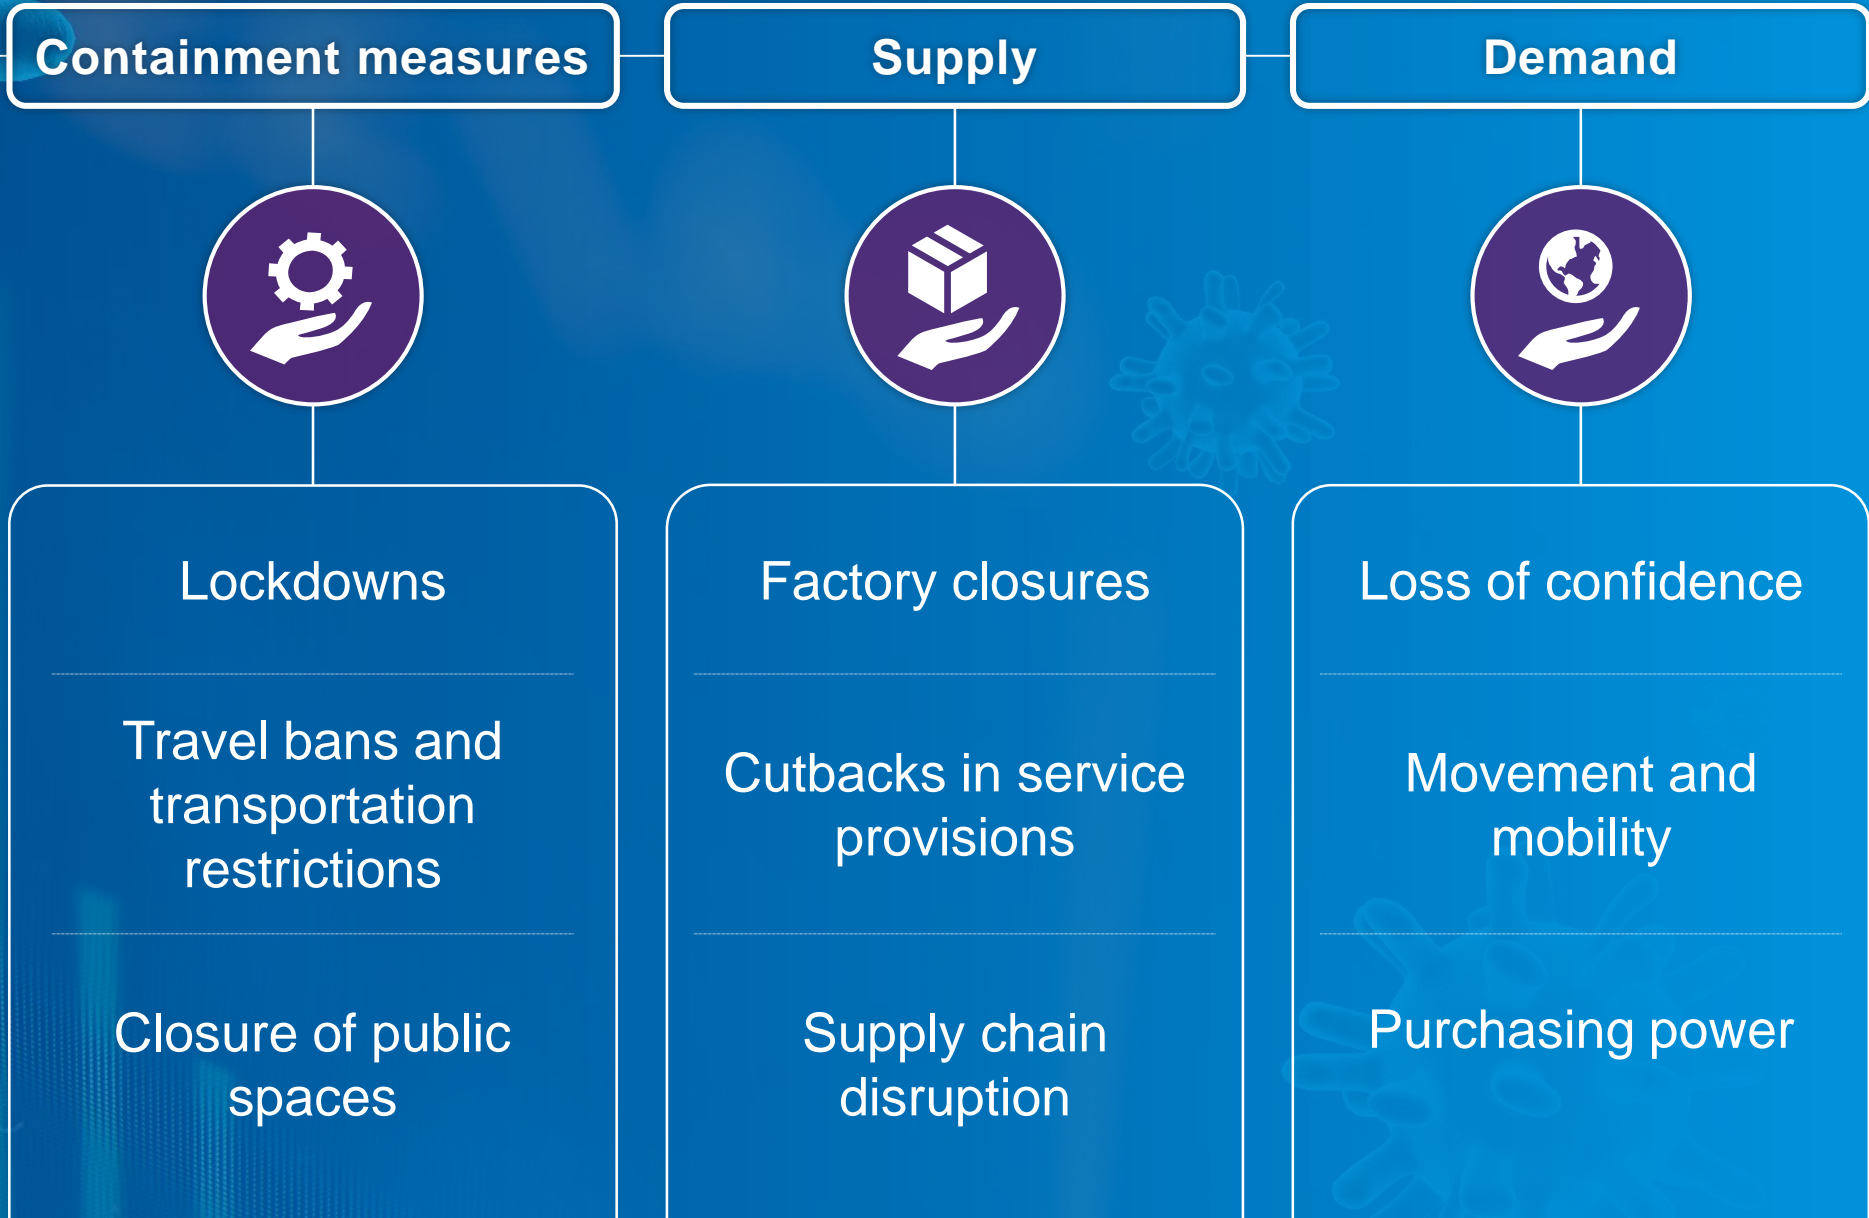 Containment measures
Supply
Demand
Lockdowns
Travel bans and
transportation
restrictions
Closure of public
spaces
Factory closures
Cutbacks in service
provisions
Supply chain
disruption
Loss of confidence
Movement and
mobility
Purchasing power